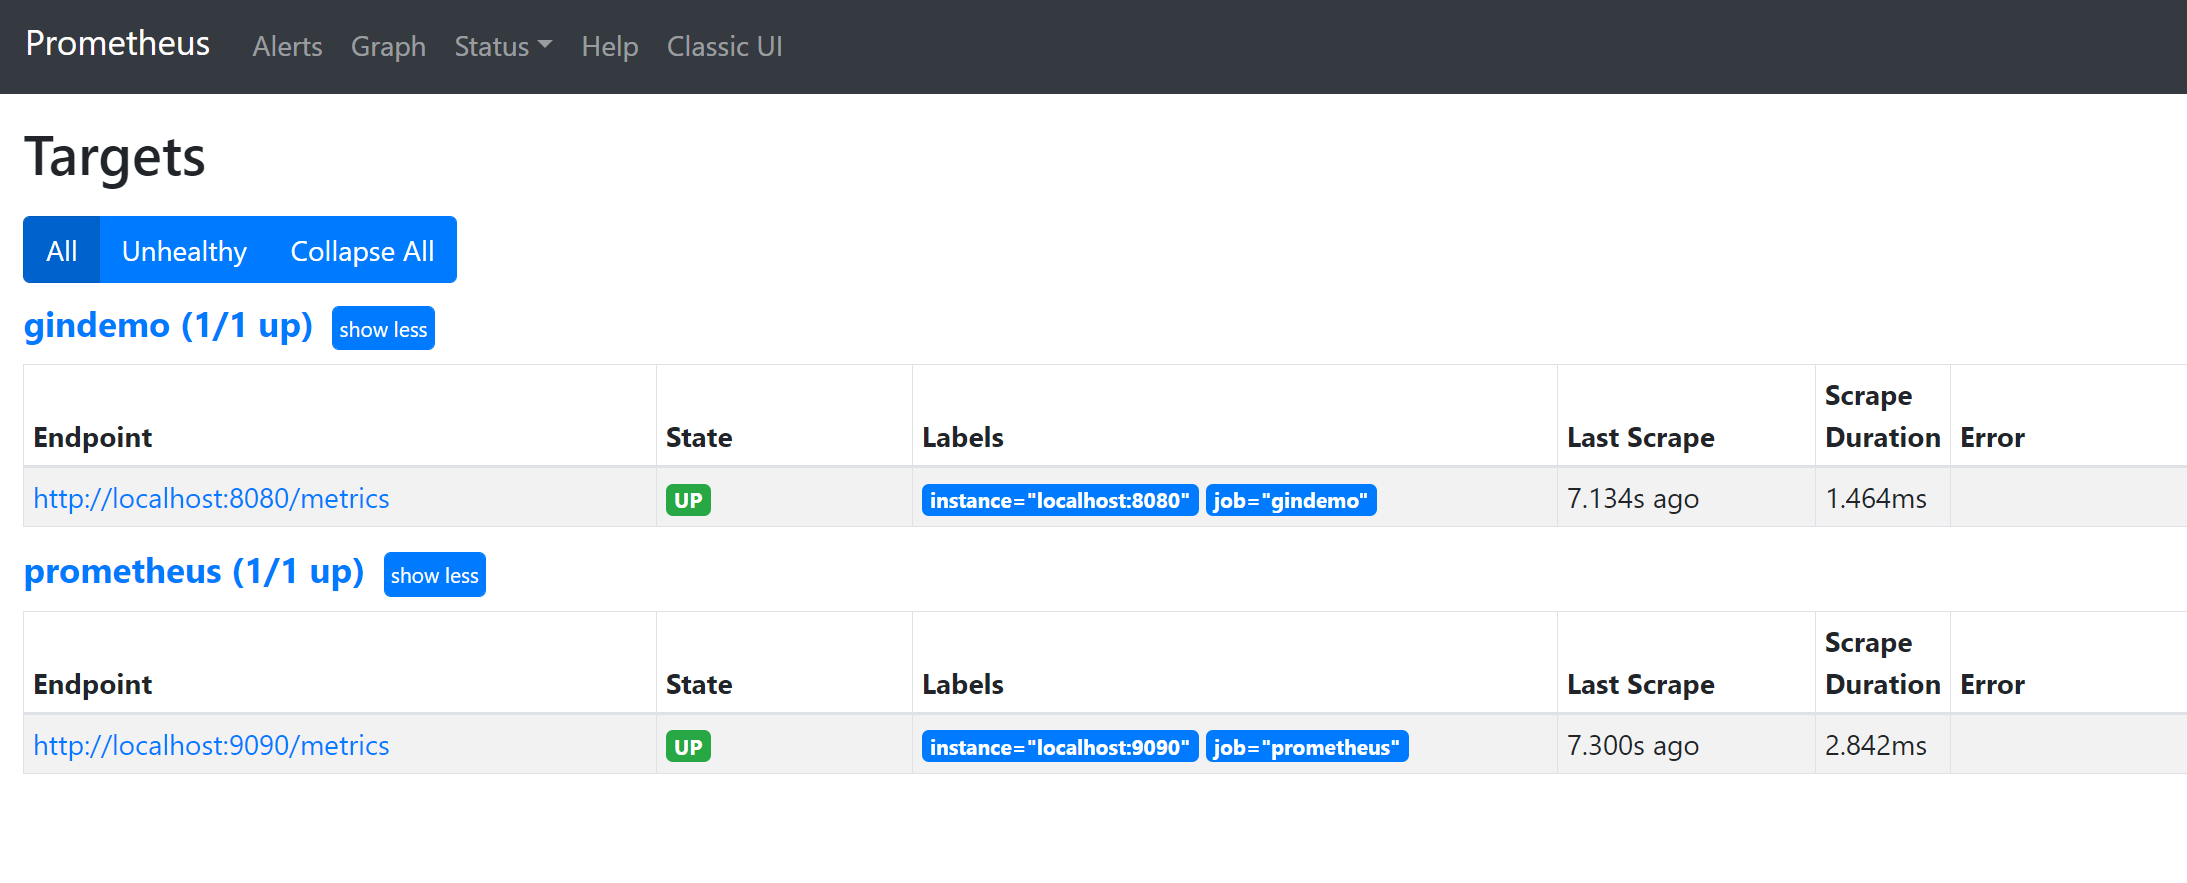 Prometheus Alerts Graph Status Help Classic UI
Targets
All Unhealthy Collapse All
gindemo (1/1 up) show less
Endpoint State Labels Last Scrape Scrape Duration Error
http://localhost:8080/metrics UP instance="localhost:8080" job="gindemo" 7.134s ago 1.464ms
prometheus (1/1 up) show less
Endpoint State Labels Last Scrape Scrape Duration Error
http://localhost:9090/metrics UP instance="localhost:9090" job="prometheus" 7.300s ago 2.842ms